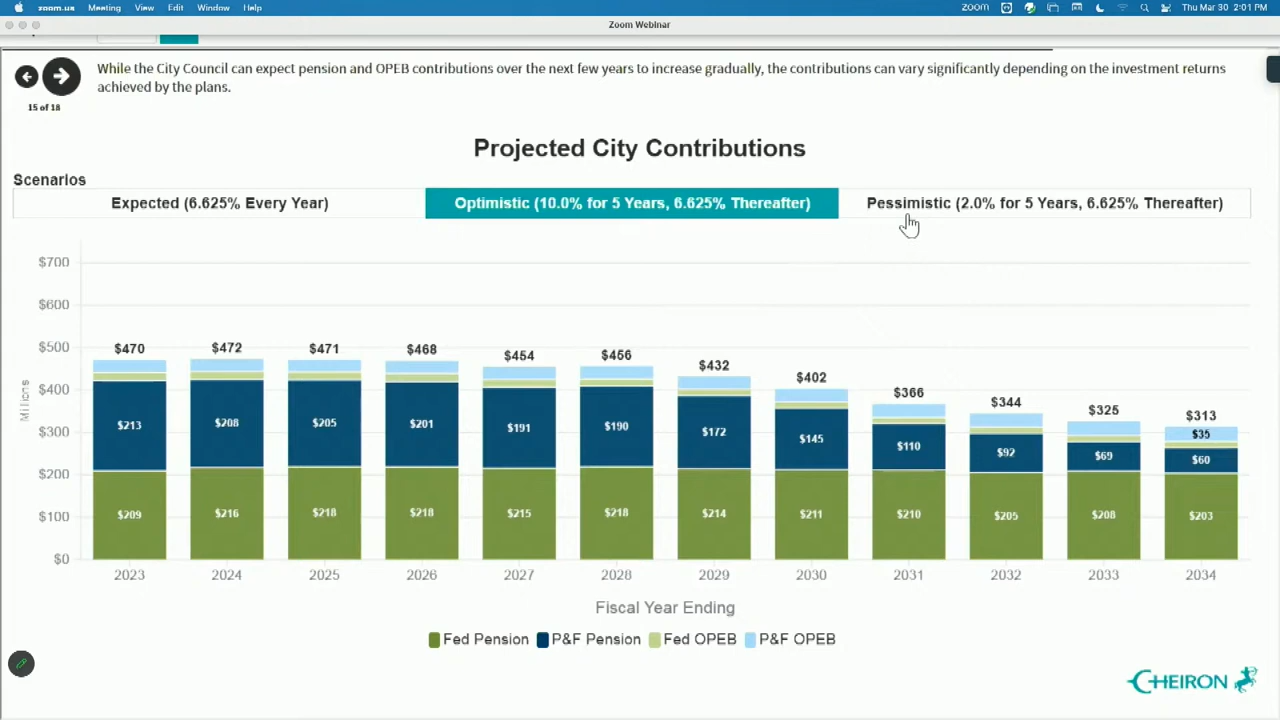 zoom.us Meeting View Edit Window Help zoom Thu Mar 30 2:01 PM
Zoom Webinar
While the City Council can expect pension and OPEB contributions over the next few years to increase gradually, the contributions can vary significantly depending on the investment returns
achieved by the plans.
15 of 18
Projected City Contributions
Scenarios
Expected (6.625% Every Year) Optimistic (10.0% for 5 Years, 6.625% Thereafter) Pessimistic (2.0% for 5 Years, 6.625% Thereafter)
$700
$600
$500
$400
$300
$200
$100
$0
Millions
$470 $472 $471 $468 $454 $456 $432 $402 $366 $344 $325 $313
$35
$213 $208 $205 $201 $191 $190 $172 $145 $110 $92 $69 $60
$209 $216 $218 $218 $215 $218 $214 $211 $210 $205 $208 $203
2023 2024 2025 2026 2027 2028 2029 2030 2031 2032 2033 2034
Fiscal Year Ending
Fed Pension P&F Pension Fed OPEB P&F OPEB
CHEIRON